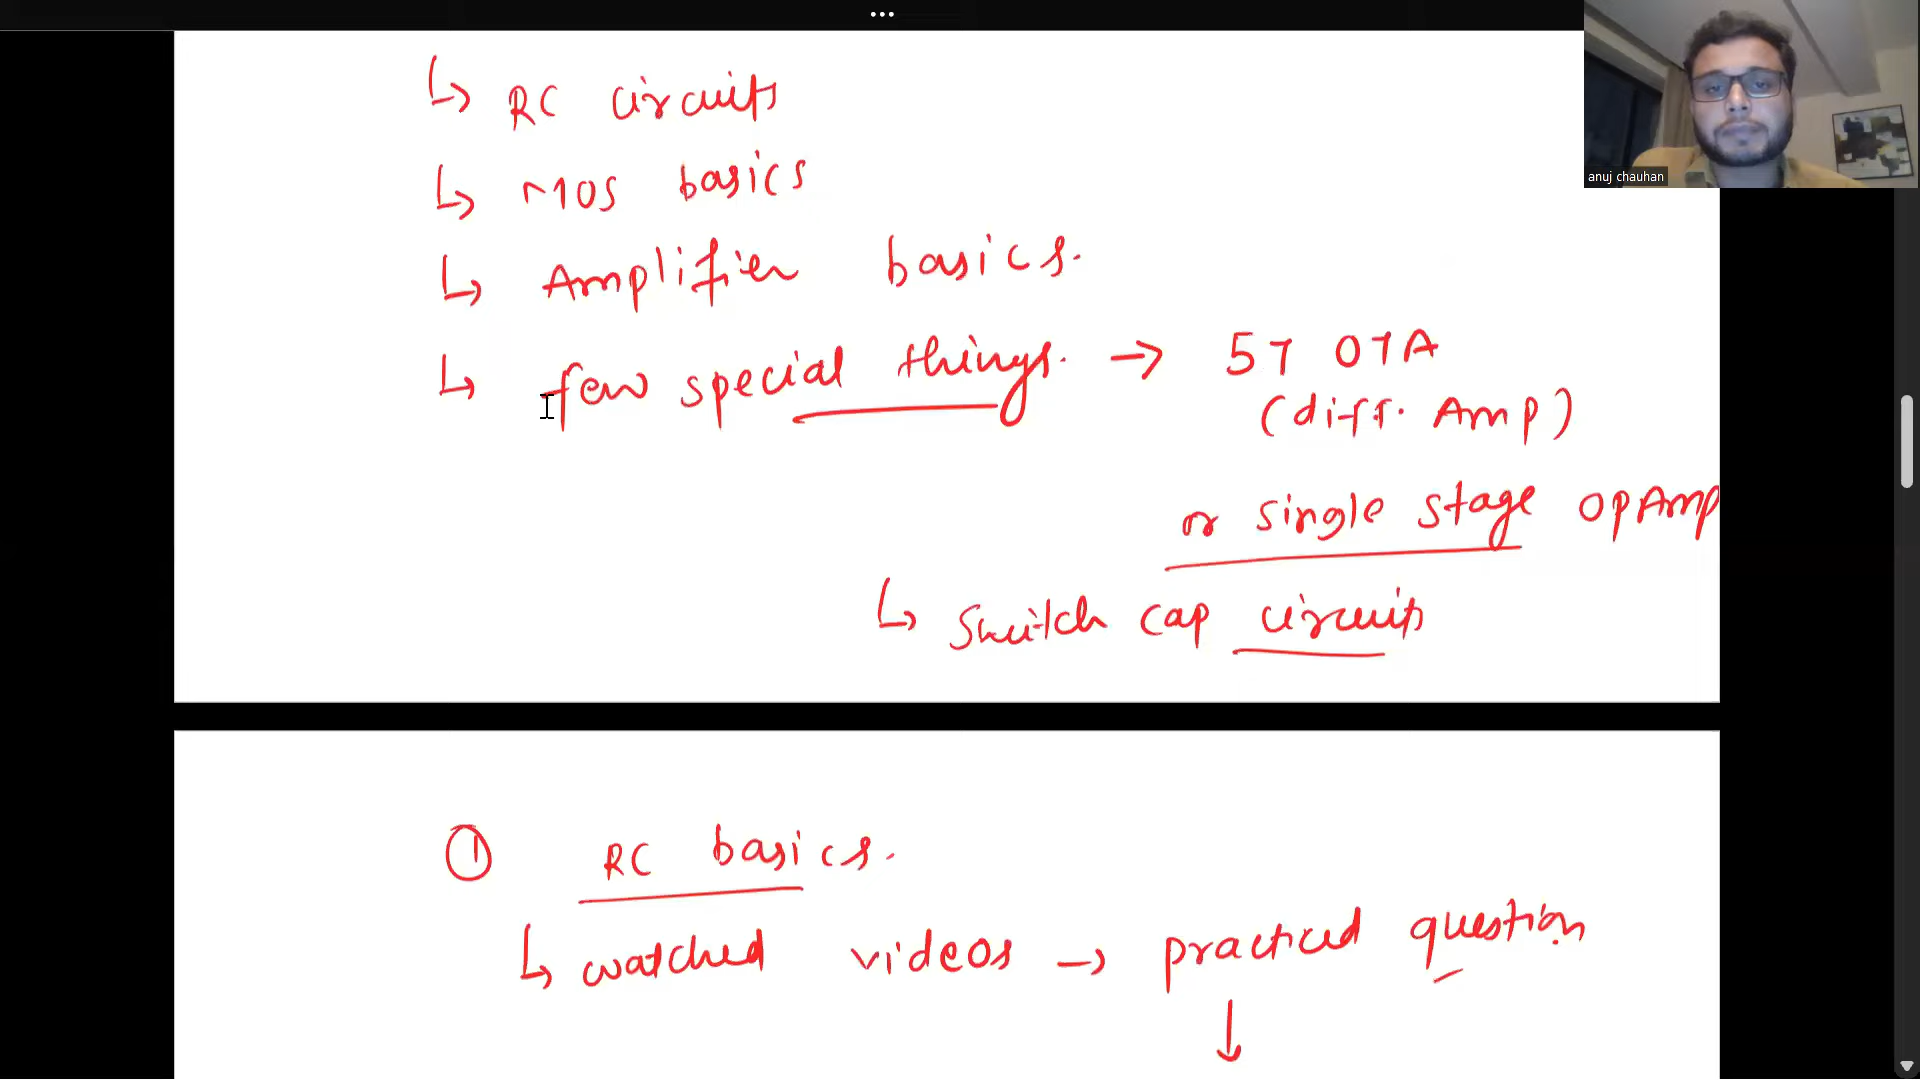 ...
anuj chauhan
↳ RC circuits
↳ MOS basics
↳ Amplifier basics.
↳ few special things. → 5T OTA
(diff. Amp)
or single stage OpAmp
↳ Switch cap circuits
① RC basics.
↳ watched videos → practiced question
↓